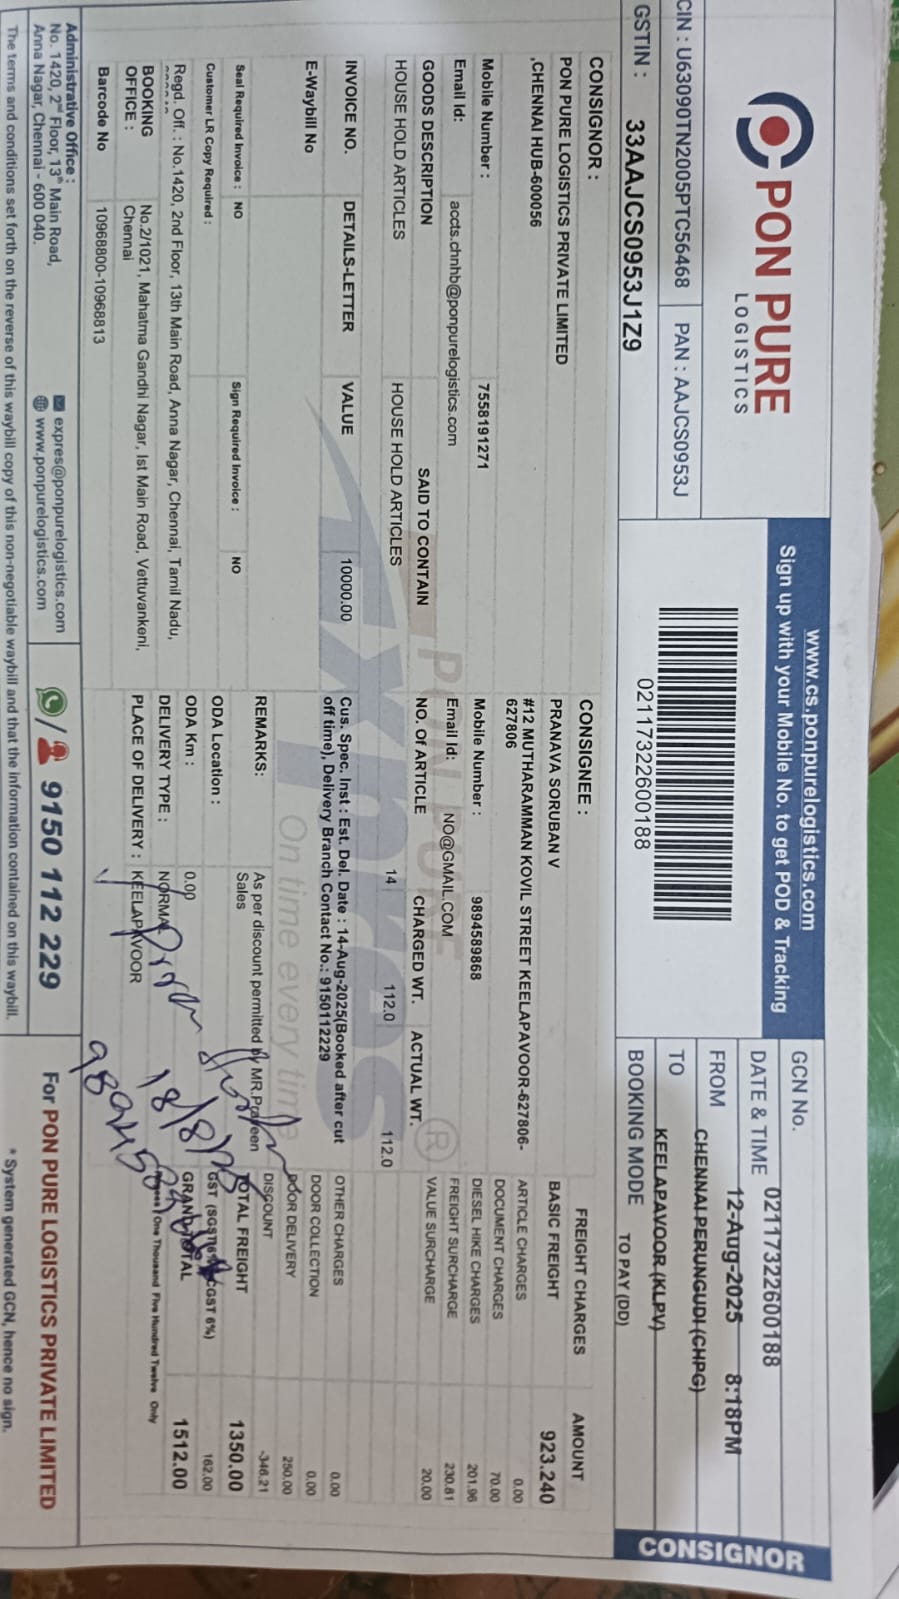 PON PURE
LOGISTICS
www.cs.ponpurelogistics.com
Sign up with your Mobile No. to get POD & Tracking
CIN : U63090TN2005PTC56468 PAN : AAJCS0953J
GSTIN : 33AAJCS0953J1Z9
02117322600188
GCN No. 02117322600188
DATE & TIME 12-Aug-2025 8:18PM
FROM CHENNAI PERUNGUDI (CHPG)
TO KEELAPAVOOR (KLPV)
BOOKING MODE TO PAY (DD)
CONSIGNOR
CONSIGNOR :
PON PURE LOGISTICS PRIVATE LIMITED
,CHENNAI HUB-600056
Mobile Number : 7558191271
Email Id: accts.chnhb@ponpurelogistics.com
CONSIGNEE :
PRANAVA SORUBAN V
#12 MUTHARAMMAN KOVIL STREET KEELAPAVOOR-627806-
627806
Mobile Number : 9894589868
Email Id: NO@GMAIL.COM
GOODS DESCRIPTION SAID TO CONTAIN NO. Of ARTICLE CHARGED WT. ACTUAL WT.
HOUSE HOLD ARTICLES HOUSE HOLD ARTICLES 14 112.0 112.0
INVOICE NO. DETAILS-LETTER VALUE 10000.00
E-Waybill No
Cus. Spec. Inst : Est. Del. Date : 14-Aug-2025(Booked after cut
off time), Delivery Branch Contact No.: 9150112229
PON PURE
Xpres
®
On time every time
Seal Required Invoice : NO Sign Required Invoice : NO
Customer LR Copy Required :
REMARKS: As per discount permitted by MR.Praveen
Sales
ODA Location :
ODA Km : 0.00
DELIVERY TYPE : NORMAL
PLACE OF DELIVERY : KEELAPAVOOR
Regd. Off. : No.1420, 2nd Floor, 13th Main Road, Anna Nagar, Chennai, Tamil Nadu,
BOOKING OFFICE : No.2/1021, Mahatma Gandhi Nagar, Ist Main Road, Vettuvankeni,
Chennai
Barcode No 10968800-10968813
FREIGHT CHARGES AMOUNT
BASIC FREIGHT 923.240
ARTICLE CHARGES 0.00
DOCUMENT CHARGES 70.00
DIESEL HIKE CHARGES 201.96
FREIGHT SURCHARGE 230.81
VALUE SURCHARGE 20.00
OTHER CHARGES 0.00
DOOR COLLECTION 0.00
DOOR DELIVERY 250.00
DISCOUNT -346.21
TOTAL FREIGHT 1350.00
GST (SGST 6% CGST 6%) 162.00
GRAND TOTAL 1512.00
One Thousand Five Hundred Twelve Only
18/8/25
Administrative Office :
No. 1420, 2nd Floor, 13th Main Road,
Anna Nagar, Chennai - 600 040.
expres@ponpurelogistics.com
www.ponpurelogistics.com
9150 112 229
For PON PURE LOGISTICS PRIVATE LIMITED
The terms and conditions set forth on the reverse of this waybill copy of this non-negotiable waybill and that the information contained on this waybill.
* System generated GCN, hence no sign.